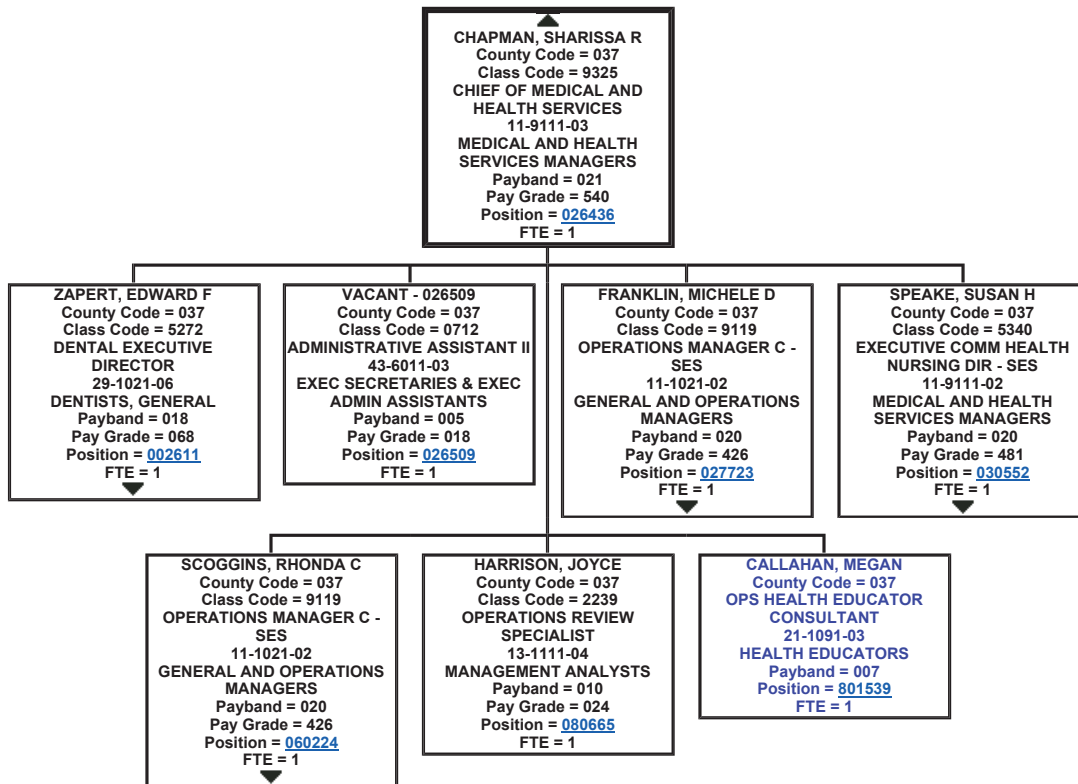 CHAPMAN, SHARISSA R
County Code = 037
Class Code = 9325
CHIEF OF MEDICAL AND
HEALTH SERVICES
11-9111-03
MEDICAL AND HEALTH
SERVICES MANAGERS
Payband = 021
Pay Grade = 540
Position = 026436
FTE = 1
ZAPERT, EDWARD F
County Code = 037
Class Code = 5272
DENTAL EXECUTIVE
DIRECTOR
29-1021-06
DENTISTS, GENERAL
Payband = 018
Pay Grade = 068
Position = 002611
FTE = 1
VACANT - 026509
County Code = 037
Class Code = 0712
ADMINISTRATIVE ASSISTANT II
43-6011-03
EXEC SECRETARIES & EXEC
ADMIN ASSISTANTS
Payband = 005
Pay Grade = 018
Position = 026509
FTE = 1
FRANKLIN, MICHELE D
County Code = 037
Class Code = 9119
OPERATIONS MANAGER C -
SES
11-1021-02
GENERAL AND OPERATIONS
MANAGERS
Payband = 020
Pay Grade = 426
Position = 027723
FTE = 1
SPEAKE, SUSAN H
County Code = 037
Class Code = 5340
EXECUTIVE COMM HEALTH
NURSING DIR - SES
11-9111-02
MEDICAL AND HEALTH
SERVICES MANAGERS
Payband = 020
Pay Grade = 481
Position = 030552
FTE = 1
SCOGGINS, RHONDA C
County Code = 037
Class Code = 9119
OPERATIONS MANAGER C -
SES
11-1021-02
GENERAL AND OPERATIONS
MANAGERS
Payband = 020
Pay Grade = 426
Position = 060224
FTE = 1
HARRISON, JOYCE
County Code = 037
Class Code = 2239
OPERATIONS REVIEW
SPECIALIST
13-1111-04
MANAGEMENT ANALYSTS
Payband = 010
Pay Grade = 024
Position = 080665
FTE = 1
CALLAHAN, MEGAN
County Code = 037
OPS HEALTH EDUCATOR
CONSULTANT
21-1091-03
HEALTH EDUCATORS
Payband = 007
Position = 801539
FTE = 1